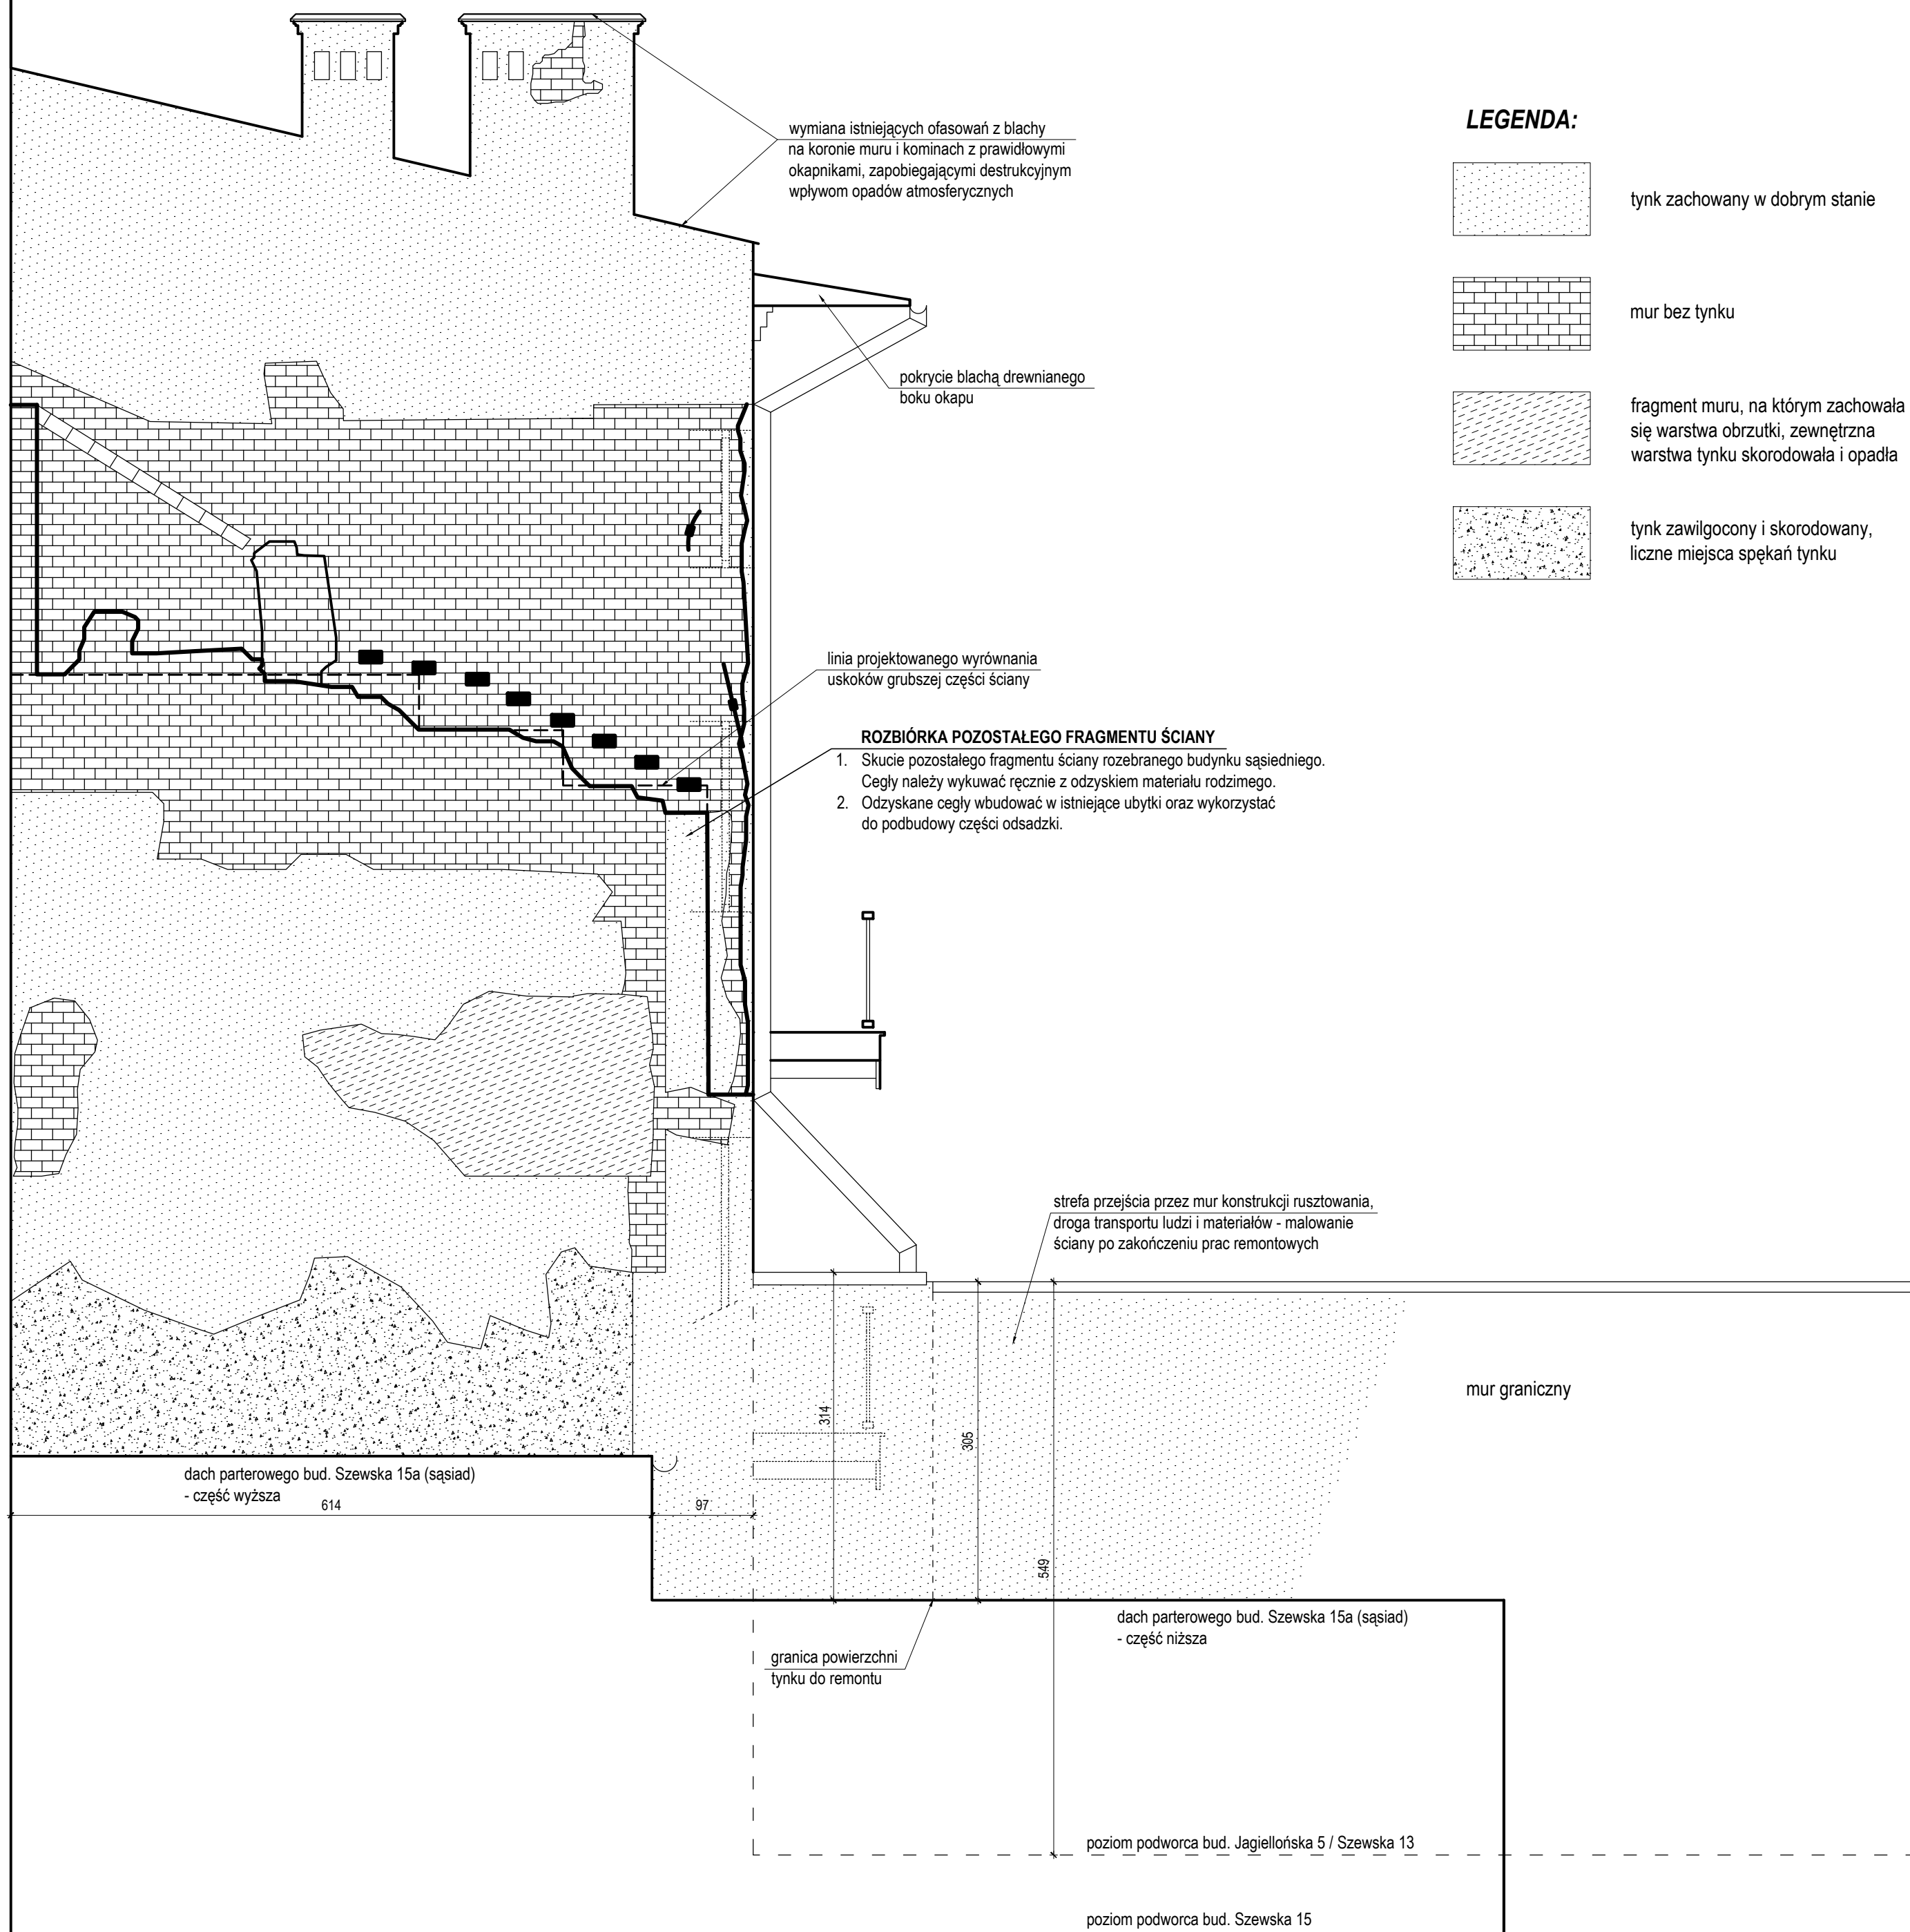 wymiana istniejących ofasowań z blachy
na koronie muru i kominach z prawidłowymi
okapnikami, zapobiegającymi destrukcyjnym
wpływom opadów atmosferycznych
LEGENDA:
tynk zachowany w dobrym stanie
mur bez tynku
fragment muru, na którym zachowała
się warstwa obrzutki, zewnętrzna
warstwa tynku skorodowała i opadła
tynk zawilgocony i skorodowany,
liczne miejsca spękań tynku
pokrycie blachą drewnianego
boku okapu
linia projektowanego wyrównania
uskoków grubszej części ściany
ROZBIÓRKA POZOSTAŁEGO FRAGMENTU ŚCIANY
1. Skucie pozostałego fragmentu ściany rozebranego budynku sąsiedniego.
Cegły należy wykuwać ręcznie z odzyskiem materiału rodzimego.
2. Odzyskane cegły wbudować w istniejące ubytki oraz wykorzystać
do podbudowy części odsadzki.
strefa przejścia przez mur konstrukcji rusztowania,
droga transportu ludzi i materiałów - malowanie
ściany po zakończeniu prac remontowych
mur graniczny
314
305
549
dach parterowego bud. Szewska 15a (sąsiad)
- część wyższa
614
97
dach parterowego bud. Szewska 15a (sąsiad)
- część niższa
granica powierzchni
tynku do remontu
poziom podworca bud. Jagiellońska 5 / Szewska 13
poziom podworca bud. Szewska 15